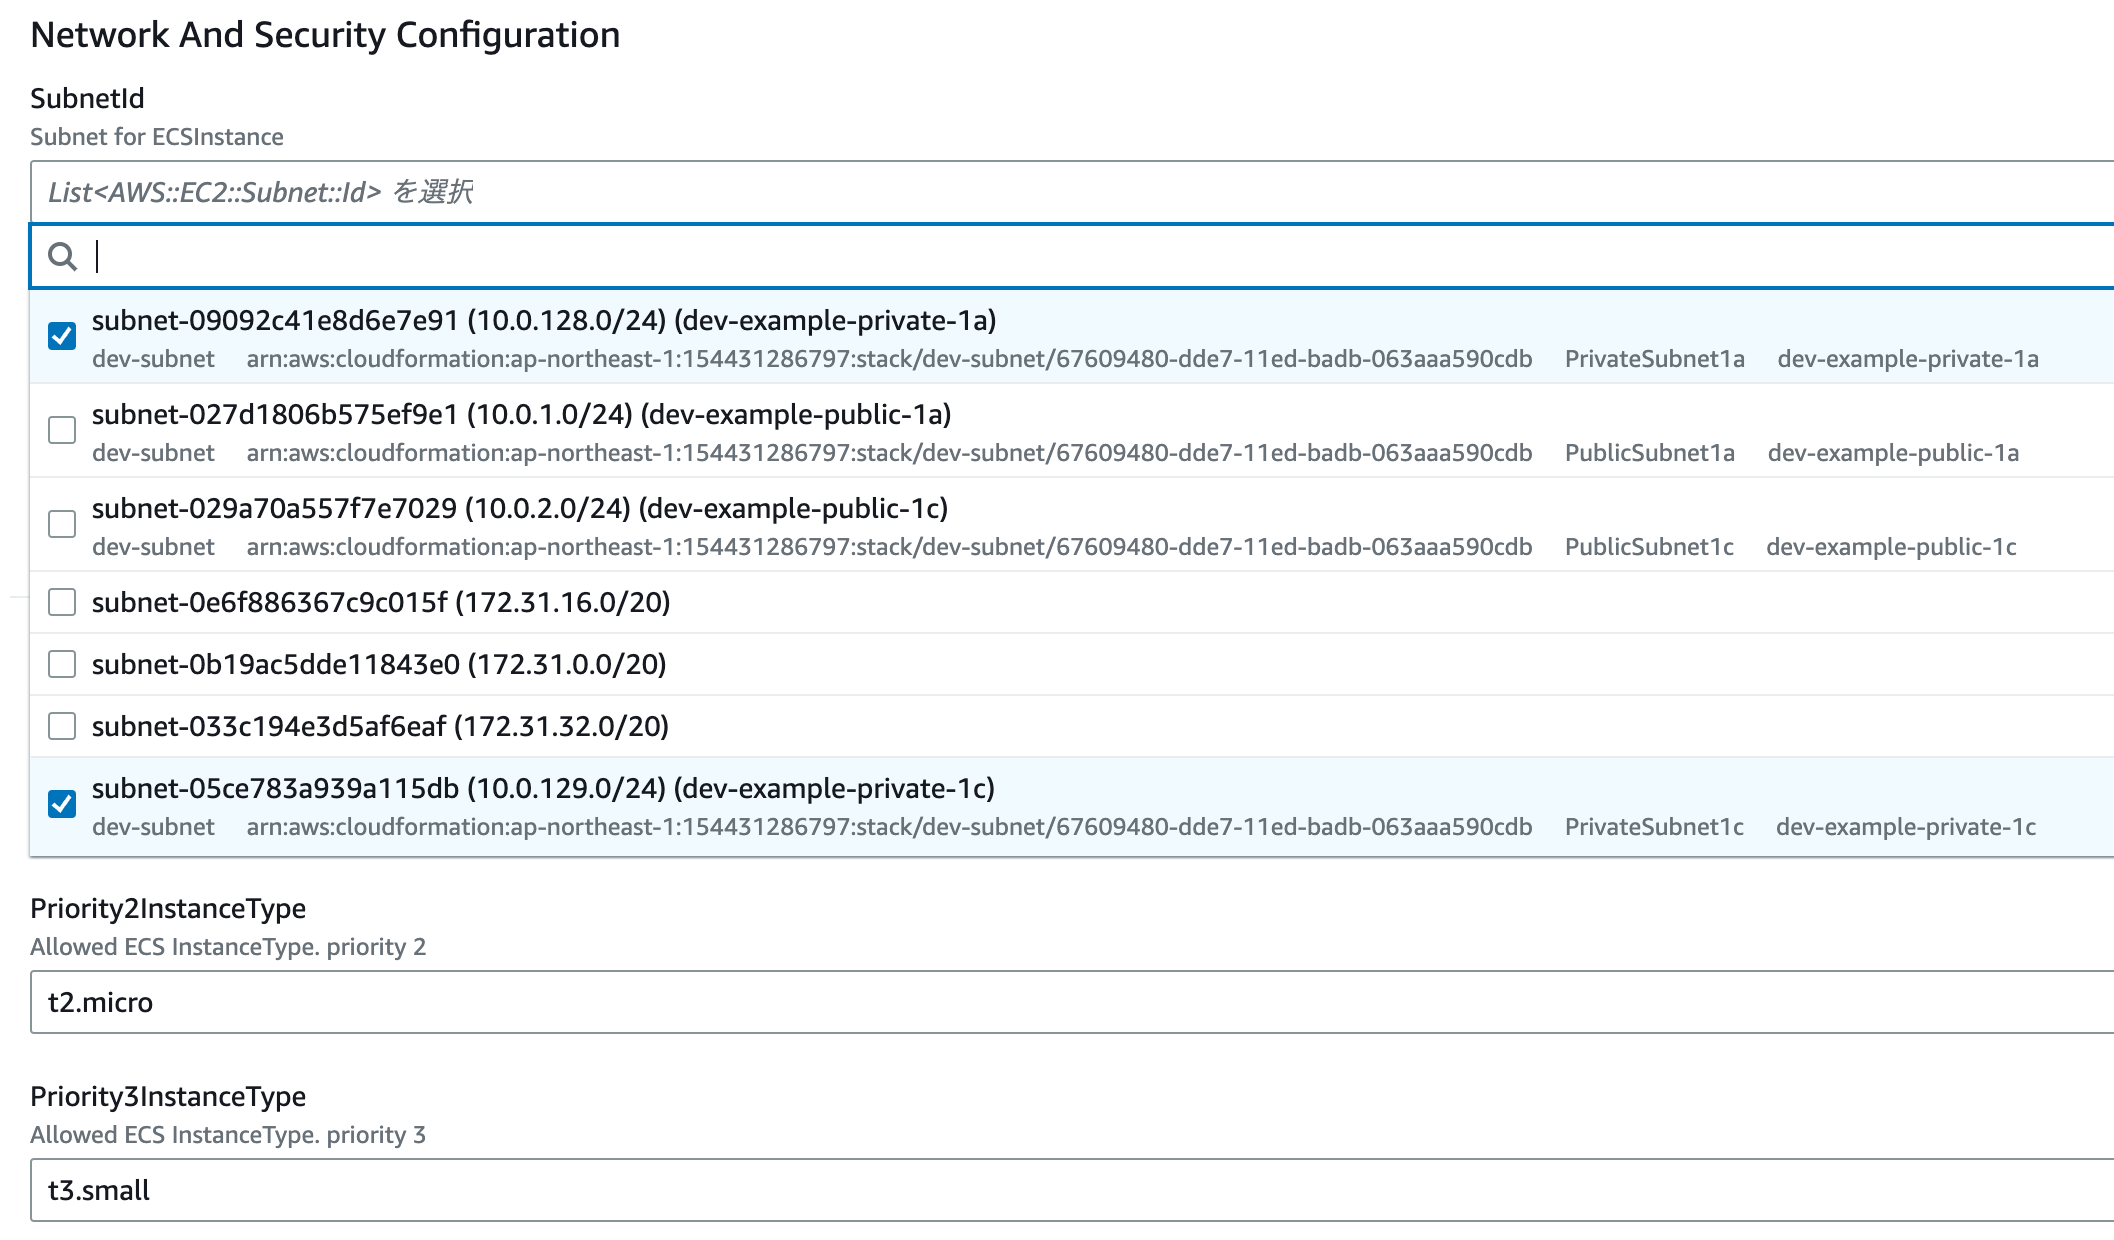 Network And Security Configuration
SubnetId
Subnet for ECSInstance
List<AWS::EC2::Subnet::Id> を選択
subnet-09092c41e8d6e7e91 (10.0.128.0/24) (dev-example-private-1a)
dev-subnet arn:aws:cloudformation:ap-northeast-1:154431286797:stack/dev-subnet/67609480-dde7-11ed-badb-063aaa590cdb PrivateSubnet1a dev-example-private-1a
subnet-027d1806b575ef9e1 (10.0.1.0/24) (dev-example-public-1a)
dev-subnet arn:aws:cloudformation:ap-northeast-1:154431286797:stack/dev-subnet/67609480-dde7-11ed-badb-063aaa590cdb PublicSubnet1a dev-example-public-1a
subnet-029a70a557f7e7029 (10.0.2.0/24) (dev-example-public-1c)
dev-subnet arn:aws:cloudformation:ap-northeast-1:154431286797:stack/dev-subnet/67609480-dde7-11ed-badb-063aaa590cdb PublicSubnet1c dev-example-public-1c
subnet-0e6f886367c9c015f (172.31.16.0/20)
subnet-0b19ac5dde11843e0 (172.31.0.0/20)
subnet-033c194e3d5af6eaf (172.31.32.0/20)
subnet-05ce783a939a115db (10.0.129.0/24) (dev-example-private-1c)
dev-subnet arn:aws:cloudformation:ap-northeast-1:154431286797:stack/dev-subnet/67609480-dde7-11ed-badb-063aaa590cdb PrivateSubnet1c dev-example-private-1c
Priority2InstanceType
Allowed ECS InstanceType. priority 2
t2.micro
Priority3InstanceType
Allowed ECS InstanceType. priority 3
t3.small